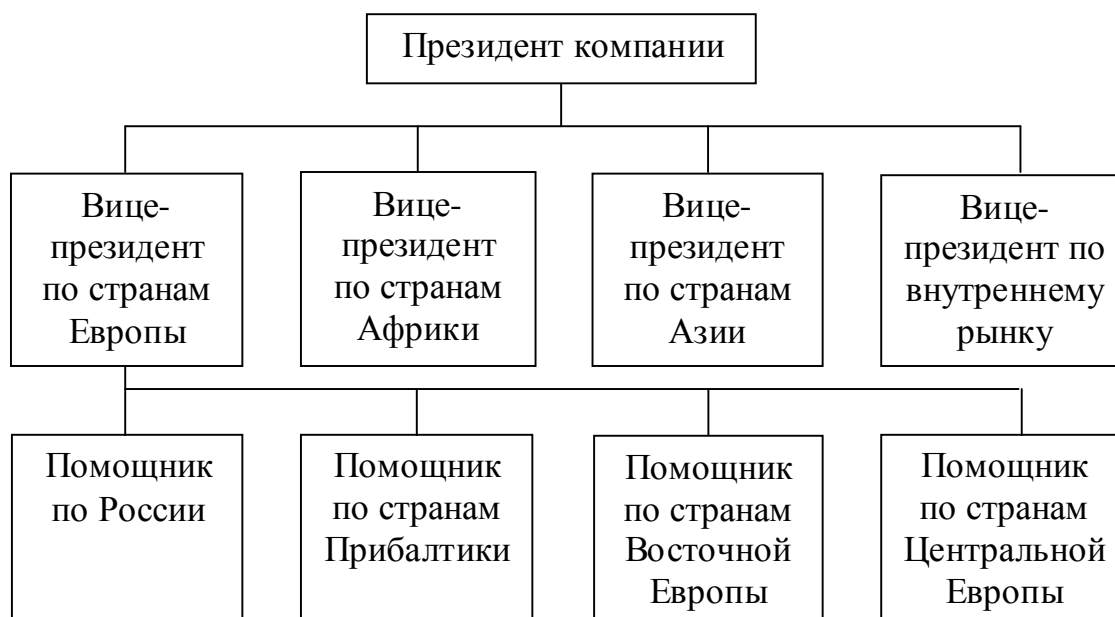 Президент компании
Вице-
президент
по странам
Европы
Вице-
президент
по странам
Африки
Вице-
президент
по странам
Азии
Вице-
президент по
внутреннему
рынку
Помощник
по России
Помощник
по странам
Прибалтики
Помощник
по странам
Восточной
Европы
Помощник
по странам
Центральной
Европы